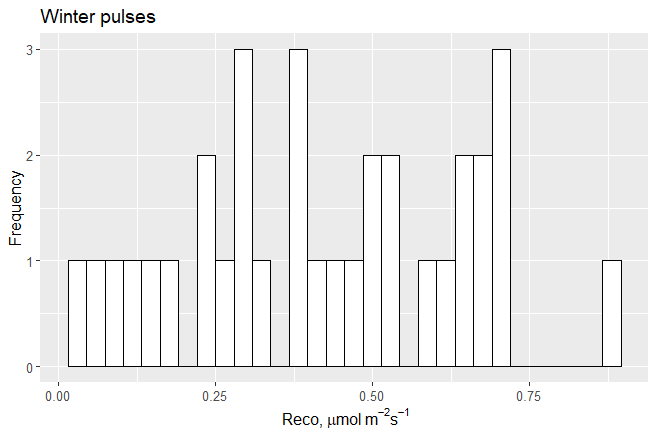 Winter pulses
Frequency
3
2
1
0
0.00 0.25 0.50 0.75
Reco, μmol m⁻²s⁻¹